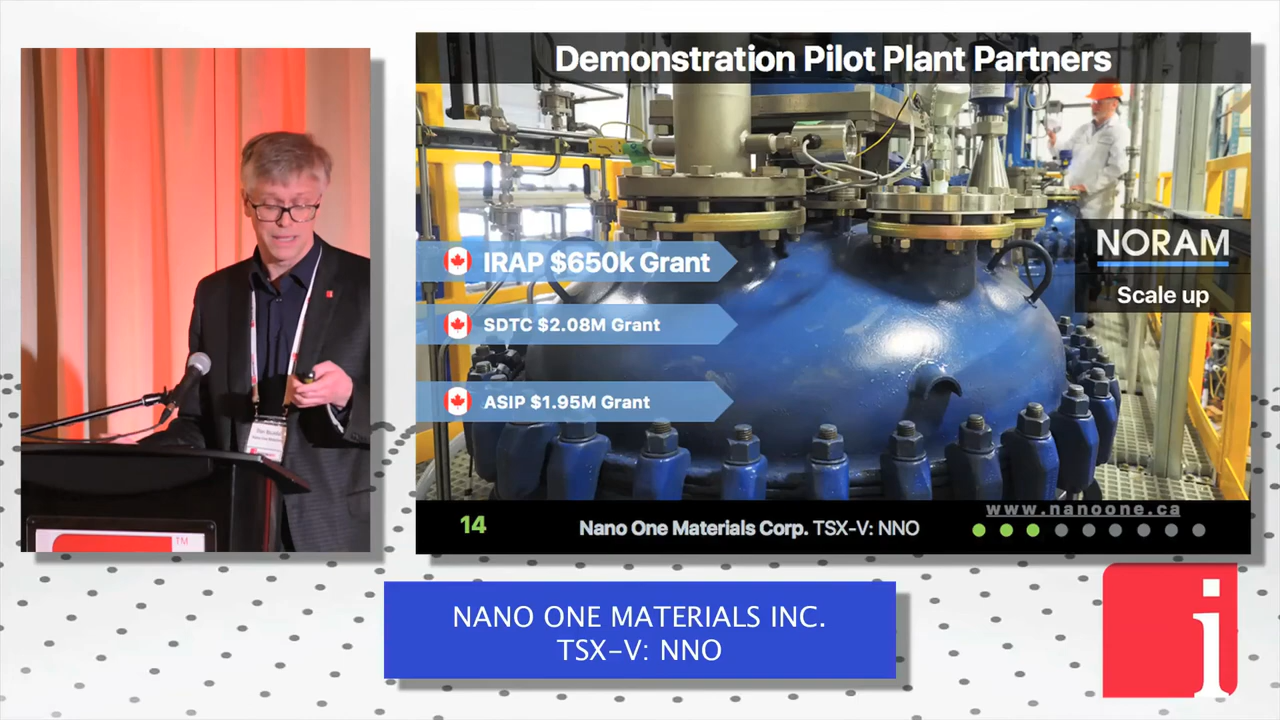 Demonstration Pilot Plant Partners
IRAP $650k Grant
SDTC $2.08M Grant
ASIP $1.95M Grant
NORAM
Scale up
14
Nano One Materials Corp. TSX-V: NNO
www.nanoone.ca
TM
NANO ONE MATERIALS INC.
TSX-V: NNO
i